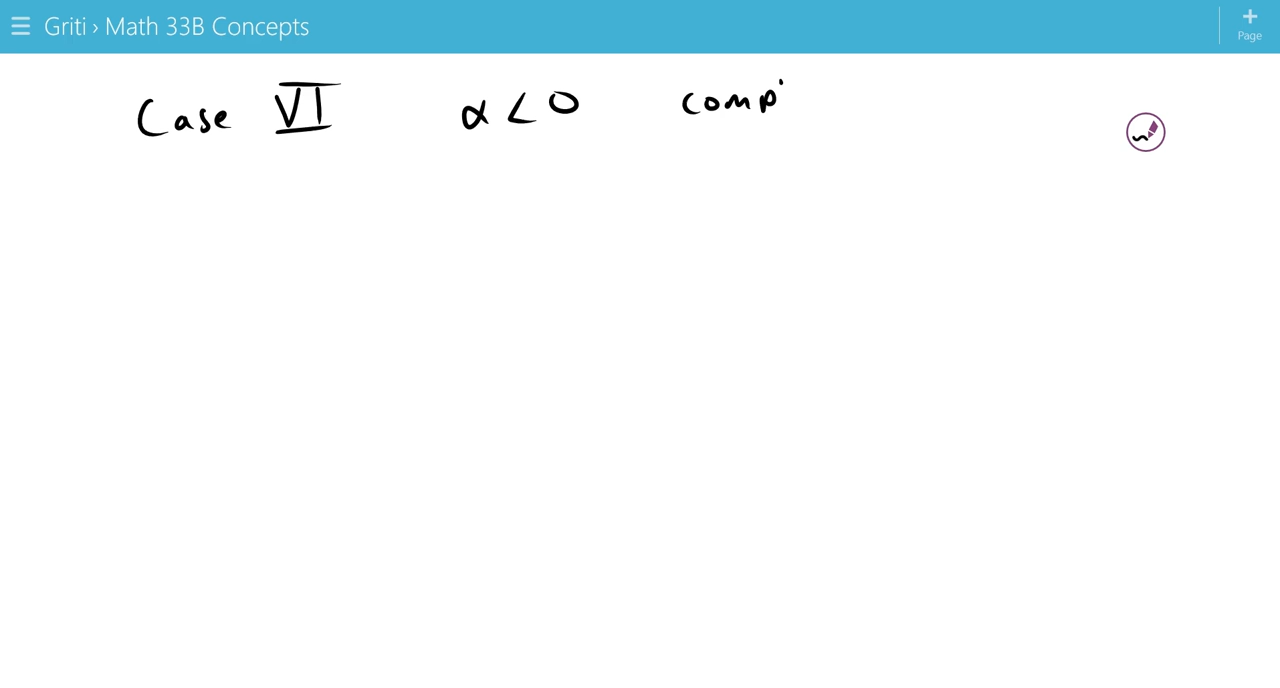 Griti › Math 33B Concepts
Page
Case VI α < 0 comp